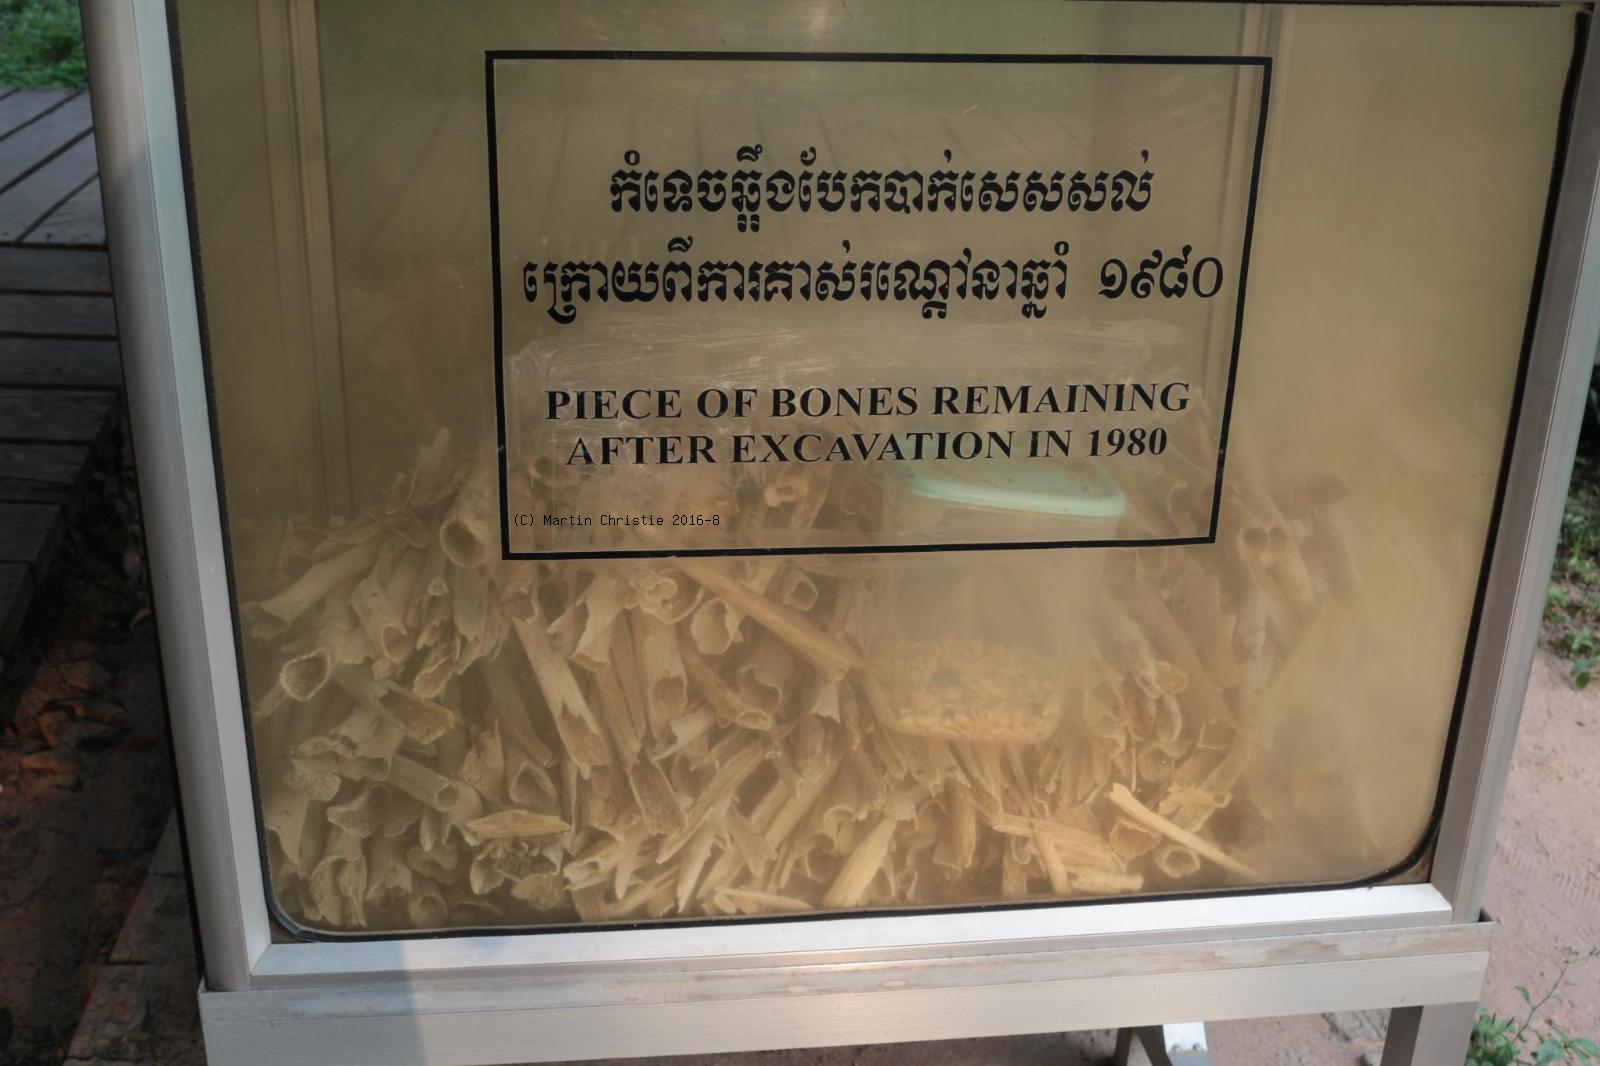 កំទេចឆ្អឹងបែកបាក់សេសសល់
ក្រោយពីការគាស់រណ្តៅនាឆ្នាំ ១៩៨០
PIECE OF BONES REMAINING
AFTER EXCAVATION IN 1980
(C) Martin Christie 2016-8